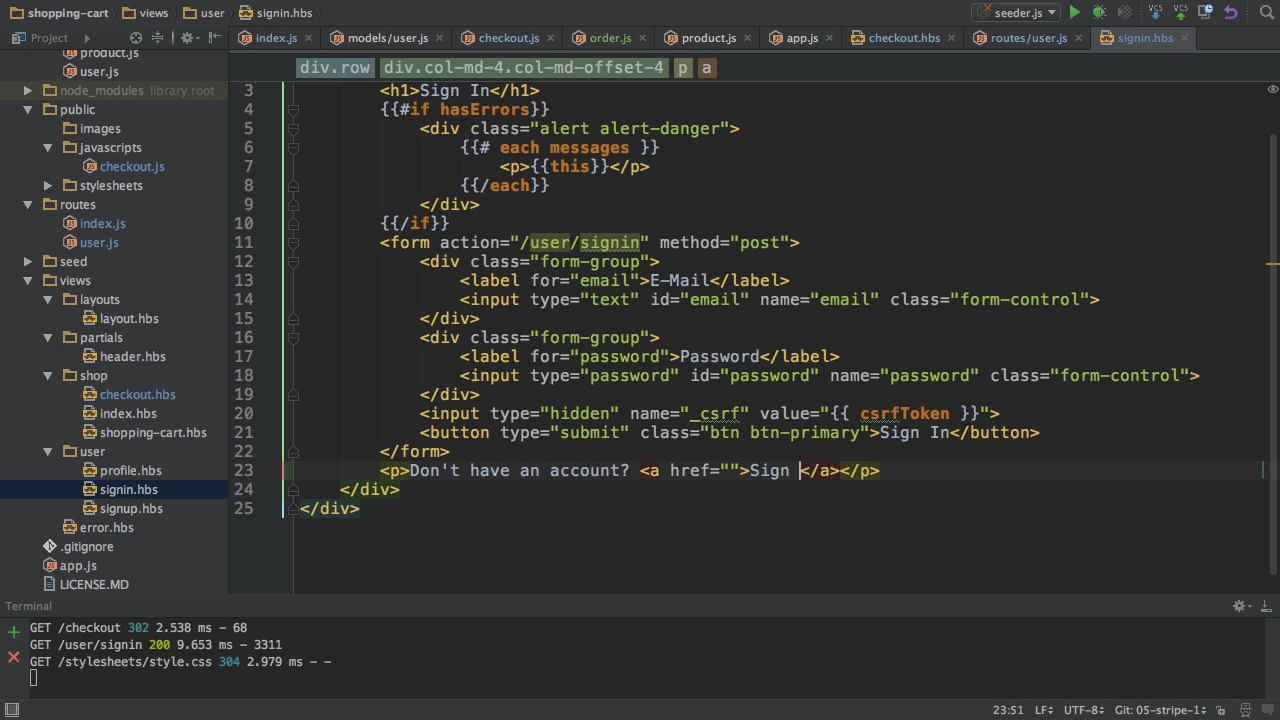 shopping-cart views user signin.hbs seeder.js VCS VCS
Project index.js models/user.js checkout.js order.js product.js app.js checkout.hbs routes/user.js signin.hbs
product.js
user.js
node_modules library root
public
images
javascripts
checkout.js
stylesheets
routes
index.js
user.js
seed
views
layouts
layout.hbs
partials
header.hbs
shop
checkout.hbs
index.hbs
shopping-cart.hbs
user
profile.hbs
signin.hbs
signup.hbs
error.hbs
.gitignore
app.js
LICENSE.MD
div.row div.col-md-4.col-md-offset-4 p a
3 <h1>Sign In</h1>
4 {{#if hasErrors}}
5 <div class="alert alert-danger">
6 {{# each messages }}
7 <p>{{this}}</p>
8 {{/each}}
9 </div>
10 {{/if}}
11 <form action="/user/signin" method="post">
12 <div class="form-group">
13 <label for="email">E-Mail</label>
14 <input type="text" id="email" name="email" class="form-control">
15 </div>
16 <div class="form-group">
17 <label for="password">Password</label>
18 <input type="password" id="password" name="password" class="form-control">
19 </div>
20 <input type="hidden" name="_csrf" value="{{ csrfToken }}">
21 <button type="submit" class="btn btn-primary">Sign In</button>
22 </form>
23 <p>Don't have an account? <a href="">Sign </a></p>
24 </div>
25 </div>
Terminal
GET /checkout 302 2.538 ms - 68
GET /user/signin 200 9.653 ms - 3311
GET /stylesheets/style.css 304 2.979 ms - -
23:51 LF UTF-8 Git: 05-stripe-1